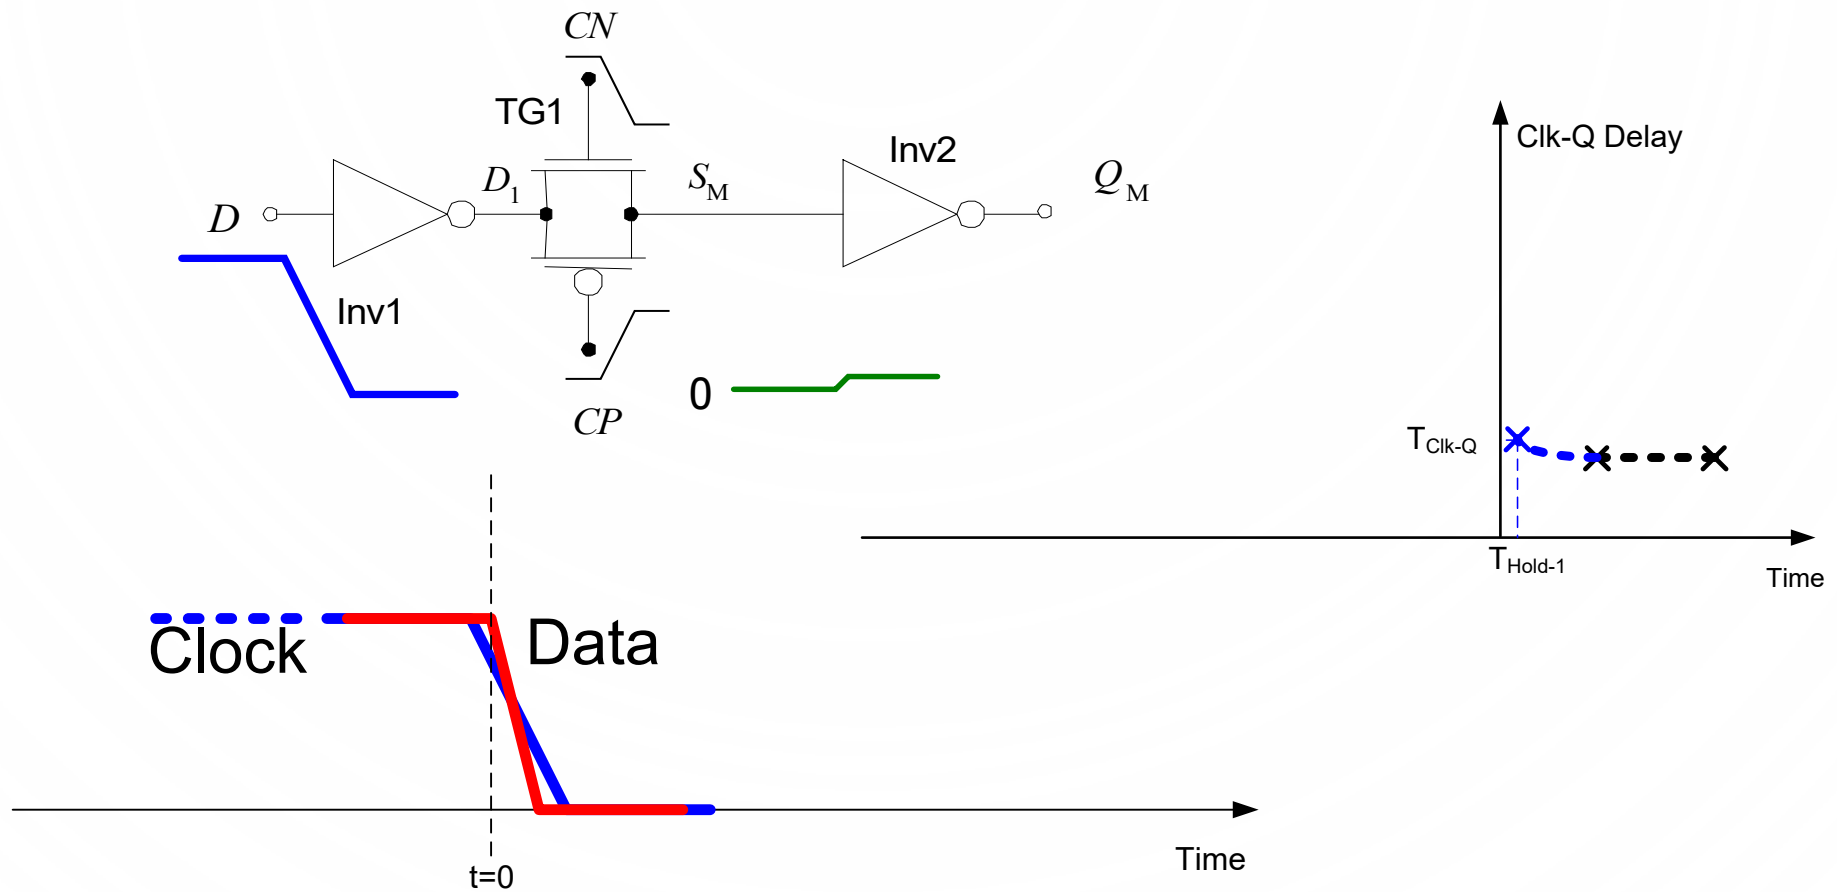 CN
TG1
Clk-Q Delay
Inv2
D
D1
SM
QM
Inv1
0
CP
TClk-Q
THold-1
Time
Clock
Data
Time
t=0